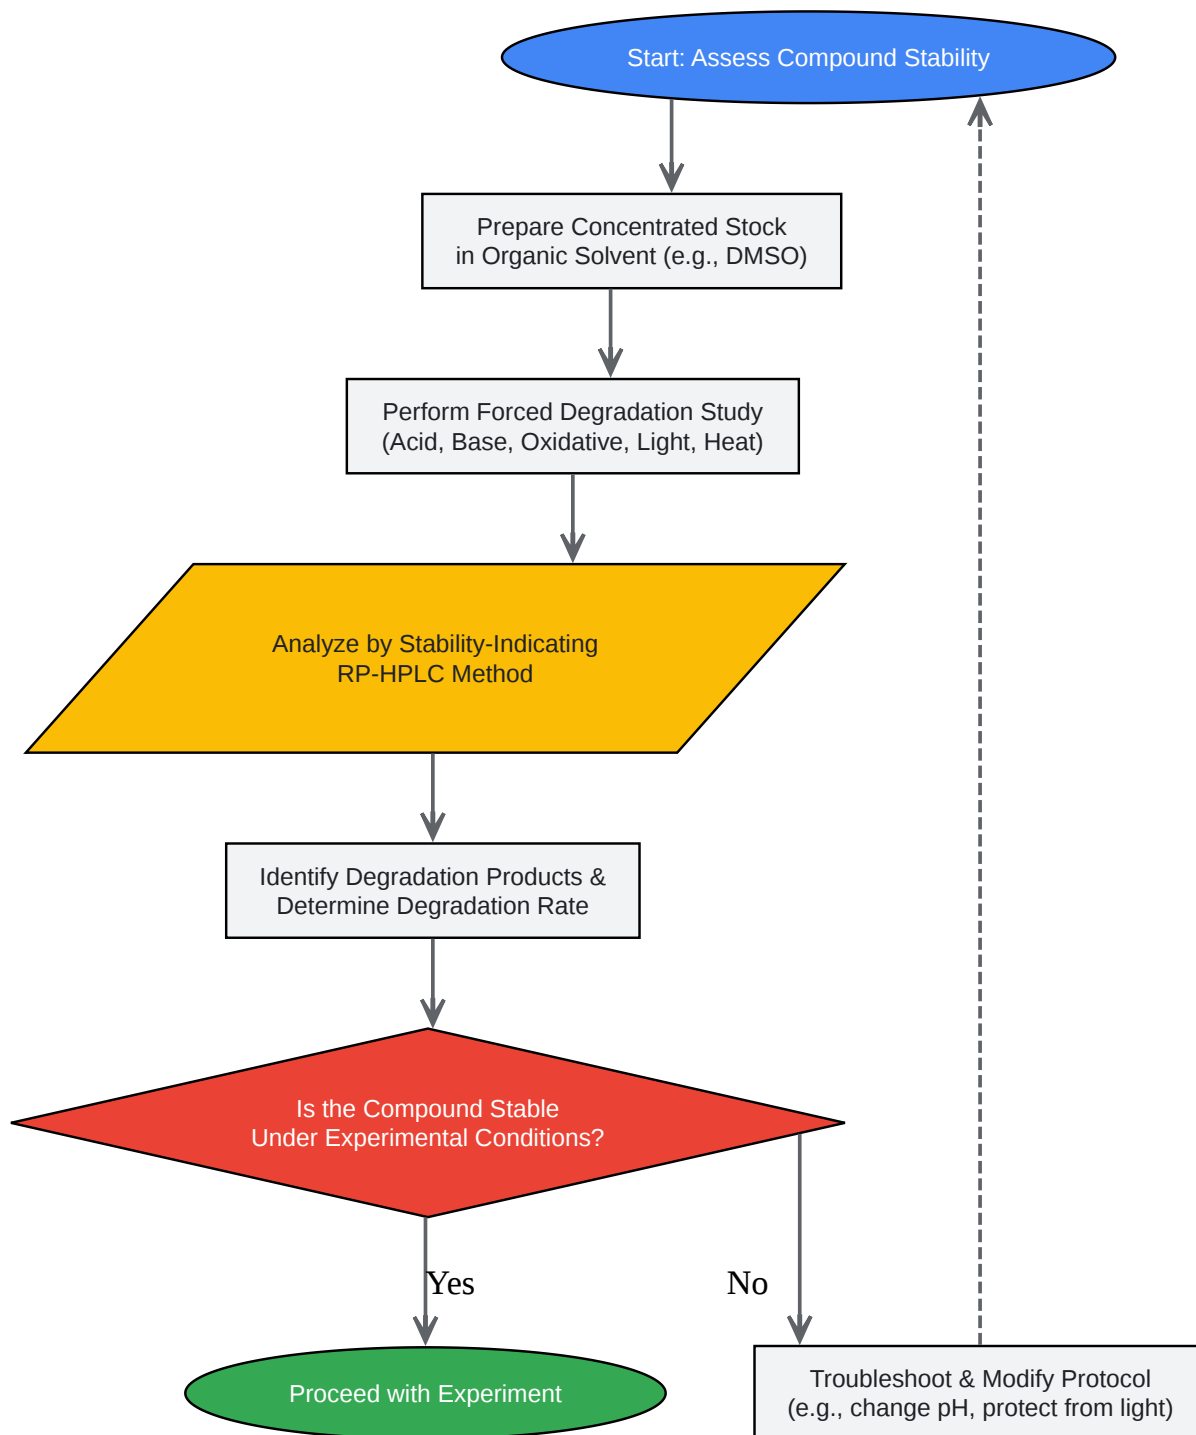 Start: Assess Compound Stability
Prepare Concentrated Stock
in Organic Solvent (e.g., DMSO)
Perform Forced Degradation Study
(Acid, Base, Oxidative, Light, Heat)
Analyze by Stability-Indicating
RP-HPLC Method
Identify Degradation Products &
Determine Degradation Rate
Is the Compound Stable
Under Experimental Conditions?
Yes
No
Proceed with Experiment
Troubleshoot & Modify Protocol
(e.g., change pH, protect from light)